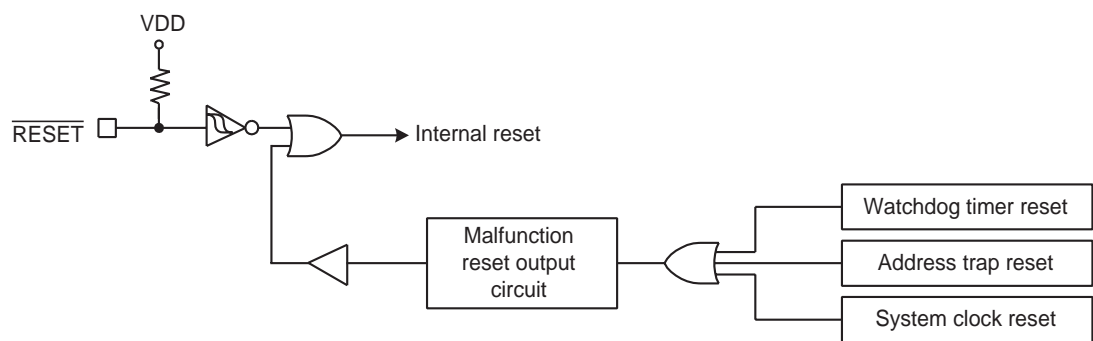 VDD
RESET
Internal reset
Watchdog timer reset
Malfunction
reset output
circuit
Address trap reset
System clock reset